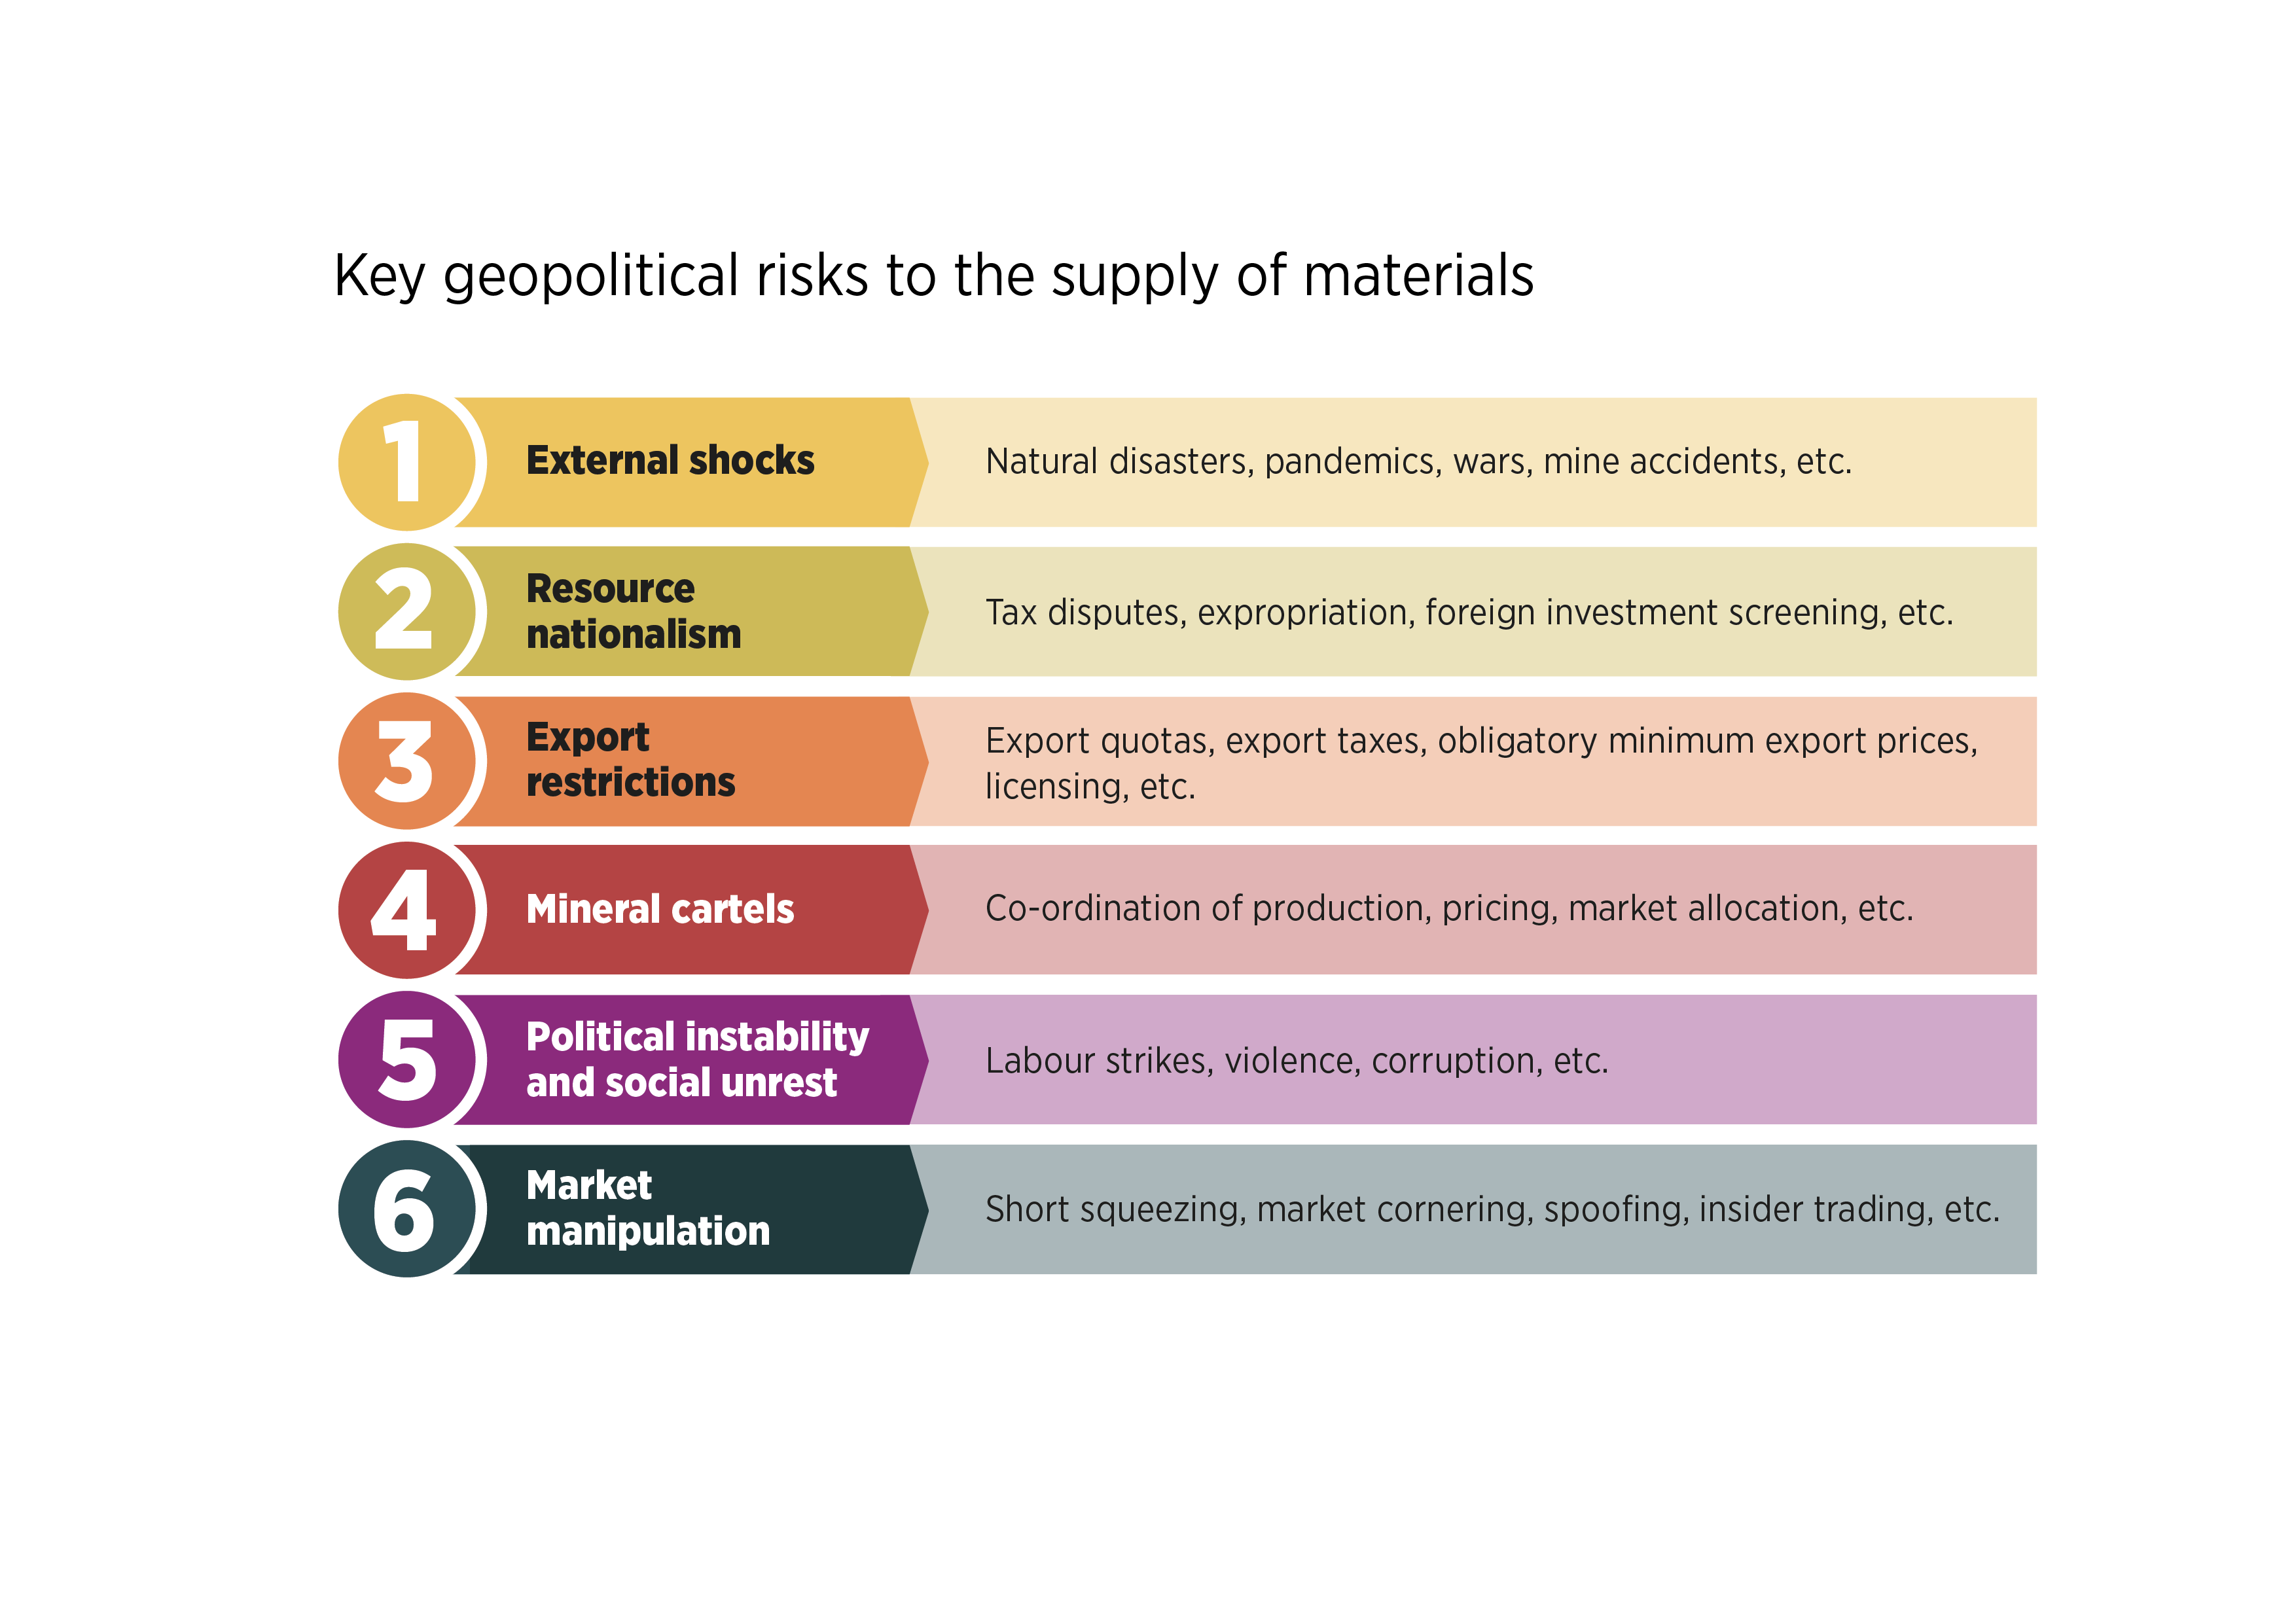 Key geopolitical risks to the supply of materials
1
External shocks
Natural disasters, pandemics, wars, mine accidents, etc.
2
Resource
nationalism
Tax disputes, expropriation, foreign investment screening, etc.
3
Export
restrictions
Export quotas, export taxes, obligatory minimum export prices,
licensing, etc.
4
Mineral cartels
Co-ordination of production, pricing, market allocation, etc.
5
Political instability
and social unrest
Labour strikes, violence, corruption, etc.
6
Market
manipulation
Short squeezing, market cornering, spoofing, insider trading, etc.